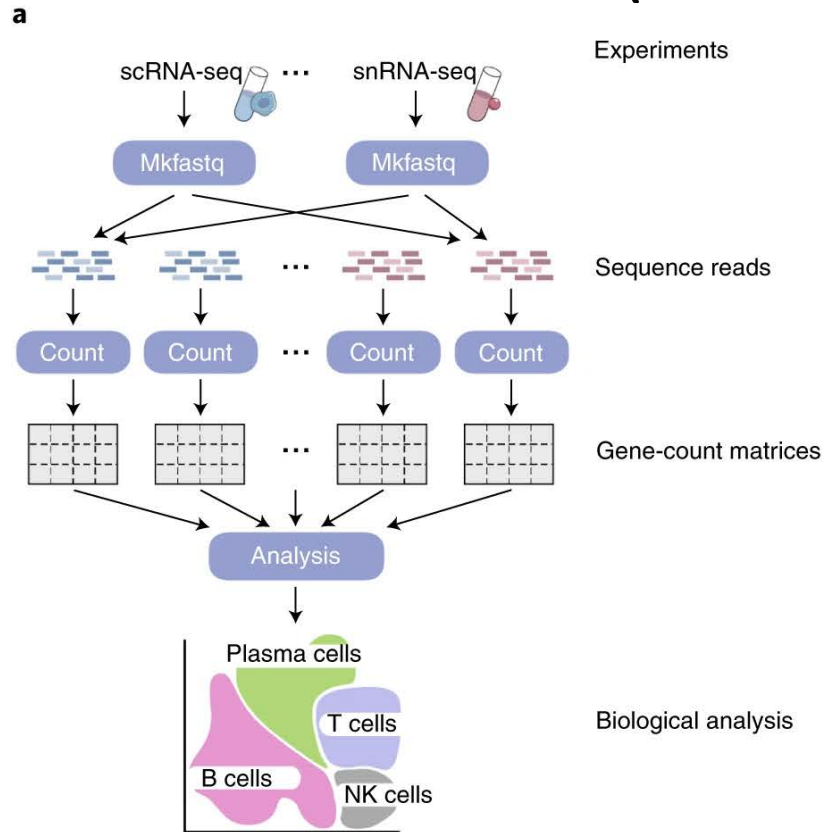 a
scRNA-seq ... snRNA-seq
Experiments
Mkfastq Mkfastq
... Sequence reads
Count Count ... Count Count
... Gene-count matrices
Analysis
Plasma cells
T cells
Biological analysis
B cells
NK cells